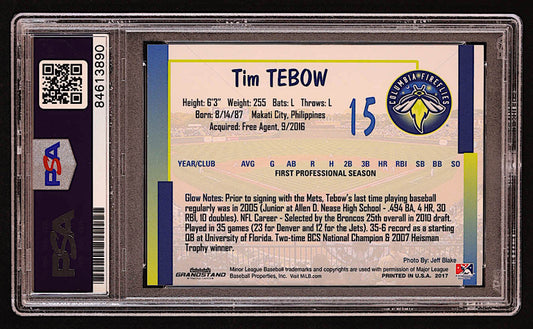 Tim TEBOW
COLUMBIA FIREFLIES
Height: 6'3" Weight: 255 Bats: L Throws: L
Born: 8/14/87 Makati City, Philippines
Acquired: Free Agent, 9/2016
15
YEAR/CLUB AVG G AB R H 2B 3B HR RBI SB BB SO
FIRST PROFESSIONAL SEASON
Glow Notes: Prior to signing with the Mets, Tebow's last time playing baseball
regularly was in 2005 (Junior at Allen D. Nease High School - .494 BA, 4 HR, 30
RBI, 10 doubles). NFL Career - Selected by the Broncos 25th overall in 2010 draft.
Played in 35 games (23 for Denver and 12 for the Jets). 35-6 record as a starting
QB at University of Florida. Two-time BCS National Champion & 2007 Heisman
Trophy winner.
Photo By: Jeff Blake
GRANDSTAND
Minor League Baseball trademarks and copyrights are used with permission of Minor League
Baseball Properties, Inc. Visit MiLB.com
PRINTED IN U.S.A. 2017
84613890
PSA
PSA